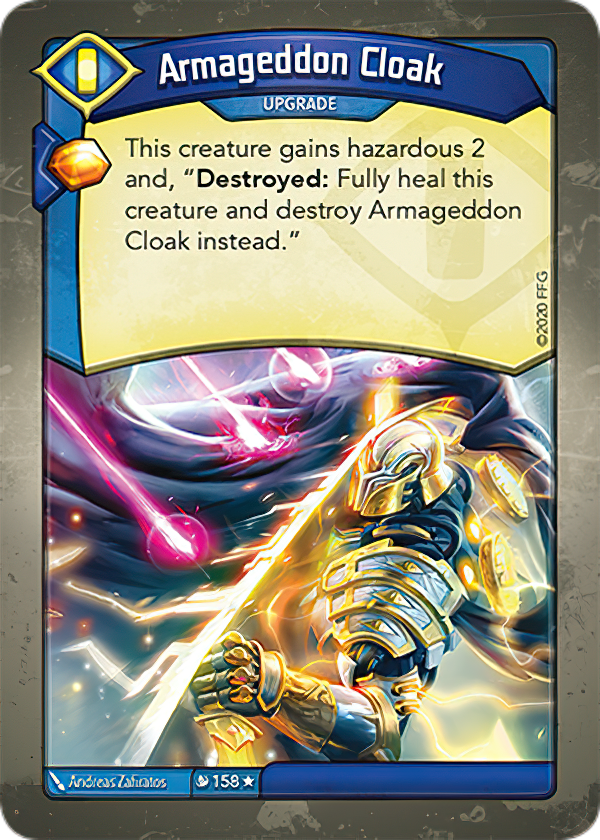 Armageddon Cloak
UPGRADE
This creature gains hazardous 2
and, “Destroyed: Fully heal this
creature and destroy Armageddon
Cloak instead.”
©2020 FFG
Andreas Zafiratos
158